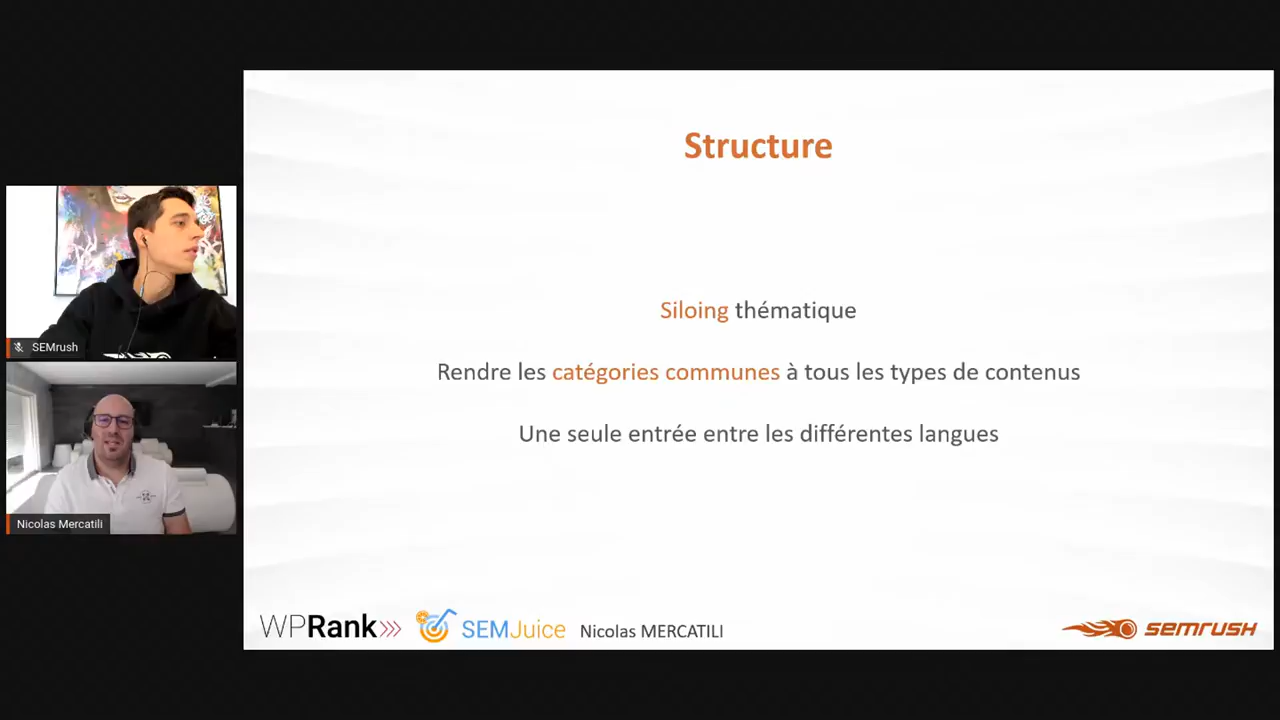 Structure
Siloing thématique
Rendre les catégories communes à tous les types de contenus
Une seule entrée entre les différentes langues
SEMrush
Nicolas Mercatili
WPRank
SEMJuice
Nicolas MERCATILI
semrush